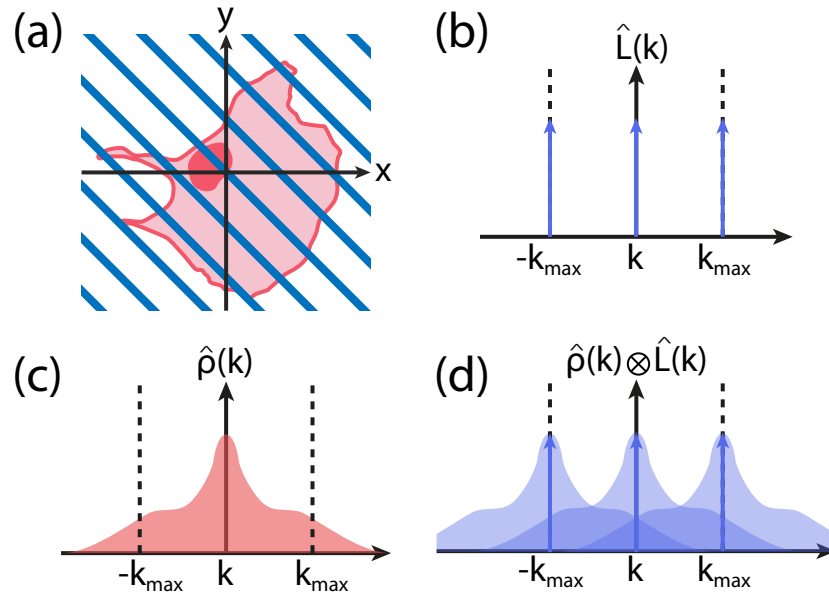 (a)
y
x
(b)
L̂(k)
-kmax
k
kmax
(c)
ρ̂(k)
-kmax
k
kmax
(d)
ρ̂(k)⊗L̂(k)
-kmax
k
kmax